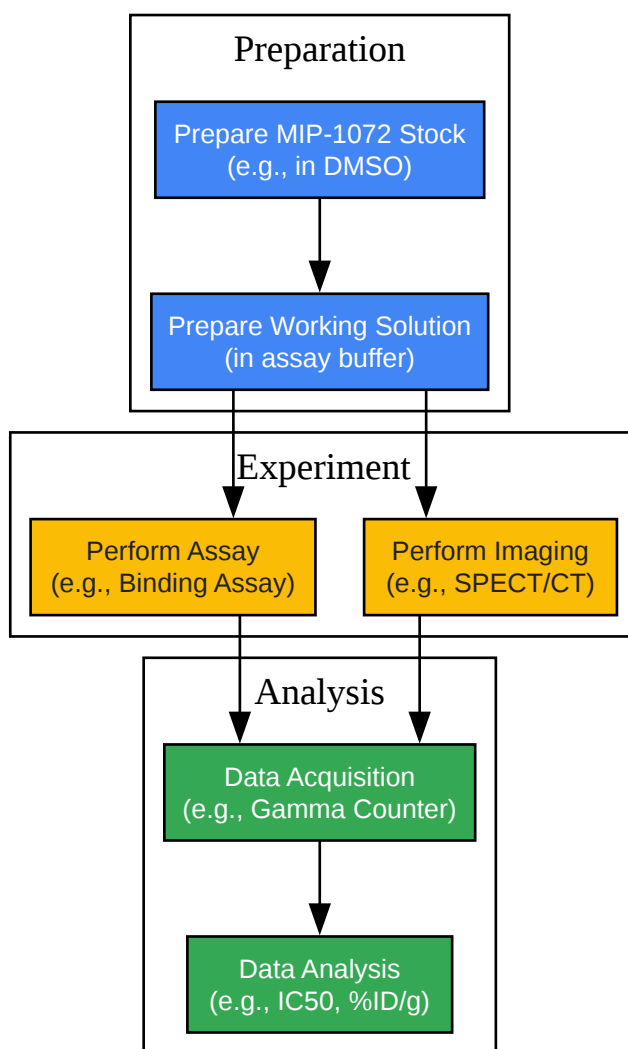 Preparation
Prepare MIP-1072 Stock
(e.g., in DMSO)
Prepare Working Solution
(in assay buffer)
Experiment
Perform Assay
(e.g., Binding Assay)
Perform Imaging
(e.g., SPECT/CT)
Analysis
Data Acquisition
(e.g., Gamma Counter)
Data Analysis
(e.g., IC50, %ID/g)